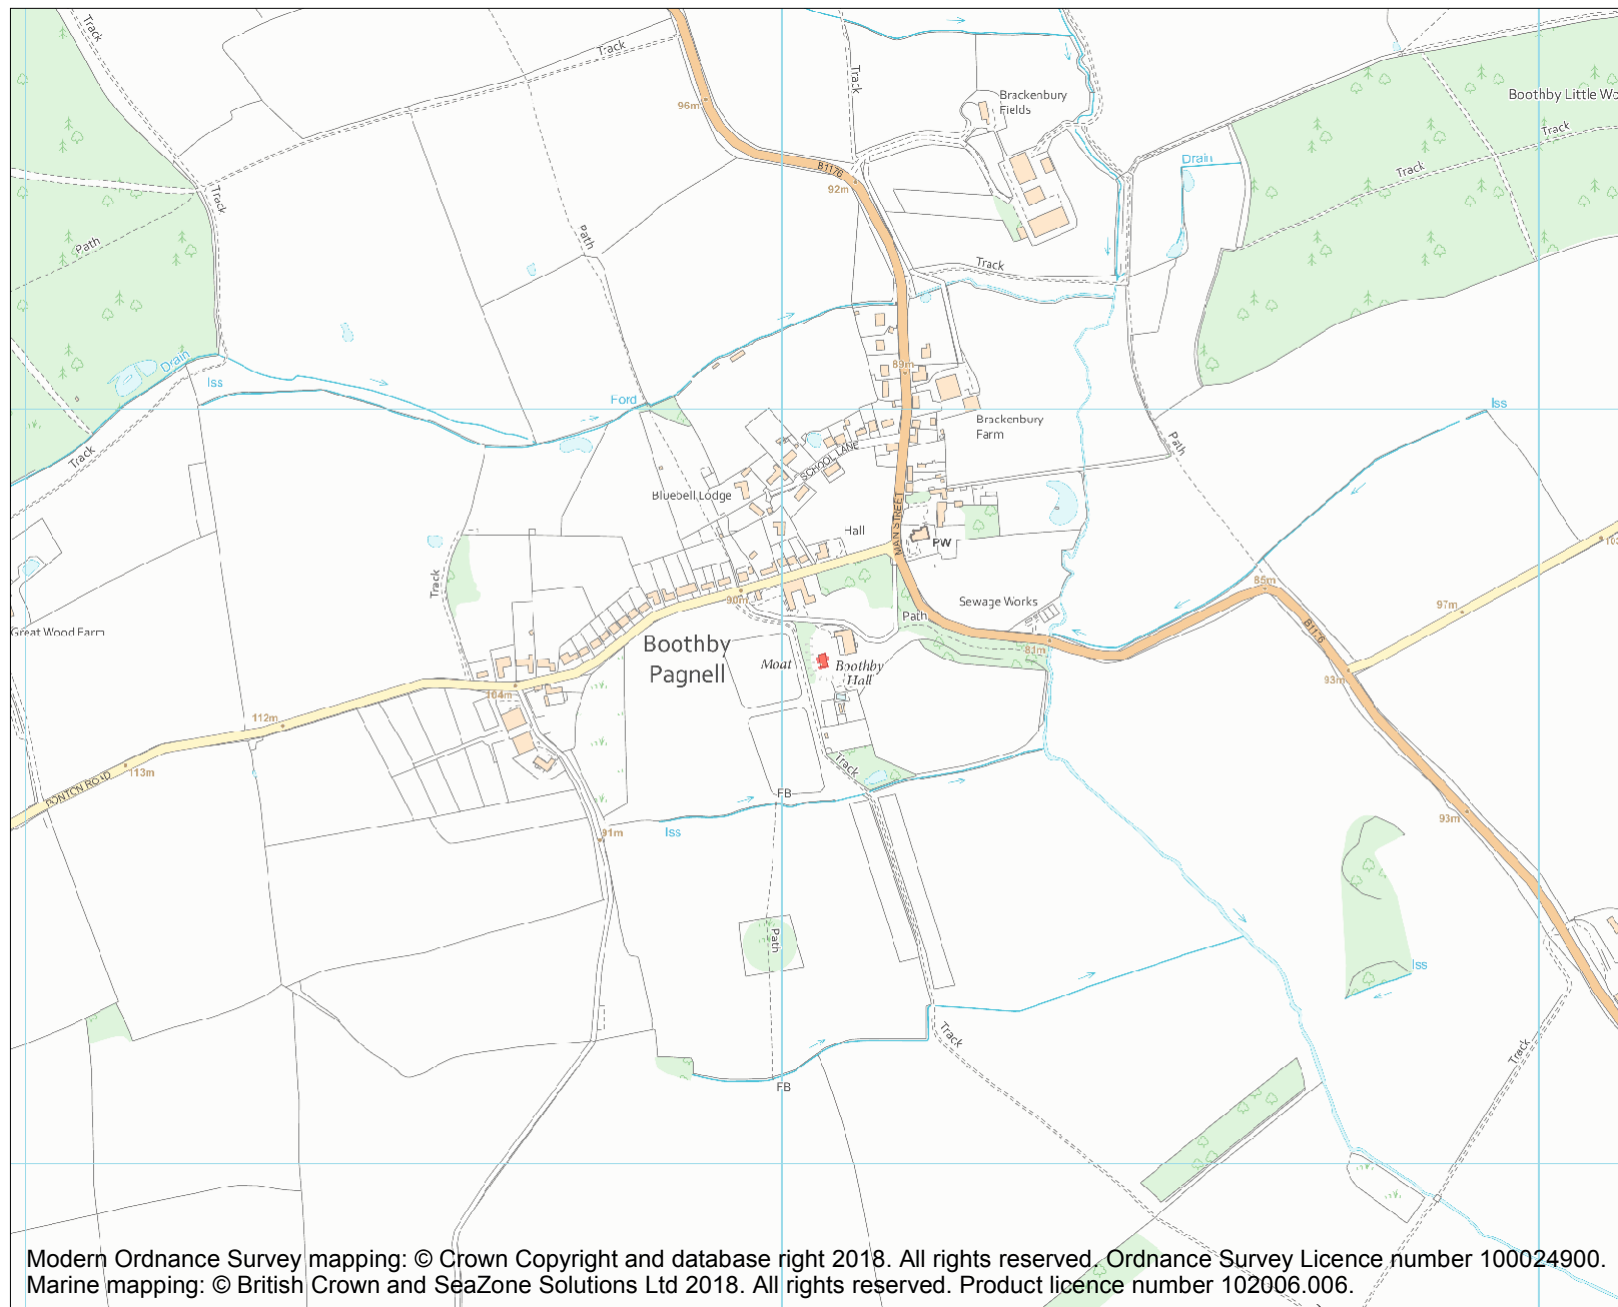 Track
Track
Track
96m
Brackenbury
Fields
Boothby Little Wo
Track
B1176
92m
Drain
Track
Track
Path
Path
Track
Drain
Iss
Ford
89m
Iss
Brackenbury
Farm
Path
Track
SCHOOL LANE
Bluebell Lodge
MAIN STREET
Hall
PW
Track
90m
Sewage Works
Path
85m
97m
Great Wood Farm
Boothby
Pagnell
Moat
Boothby
Hall
81m
B1176
93m
104m
112m
113m
PONTON ROAD
Track
FB
91m
Iss
93m
Path
Iss
Track
Track
FB
Modern Ordnance Survey mapping: © Crown Copyright and database right 2018. All rights reserved. Ordnance Survey Licence number 100024900.
Marine mapping: © British Crown and SeaZone Solutions Ltd 2018. All rights reserved. Product licence number 102006.006.